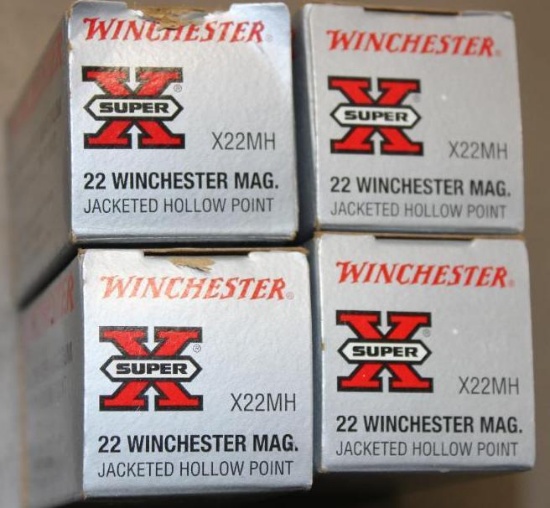 WINCHESTER®
X®
SUPER
X22MH
22 WINCHESTER MAG.
JACKETED HOLLOW POINT
WINCHESTER®
X®
SUPER
X22MH
22 WINCHESTER MAG.
JACKETED HOLLOW POINT
WINCHESTER®
X®
SUPER
X22MH
22 WINCHESTER MAG.
JACKETED HOLLOW POINT
WINCHESTER®
X®
SUPER
X22MH
22 WINCHESTER MAG.
JACKETED HOLLOW POINT